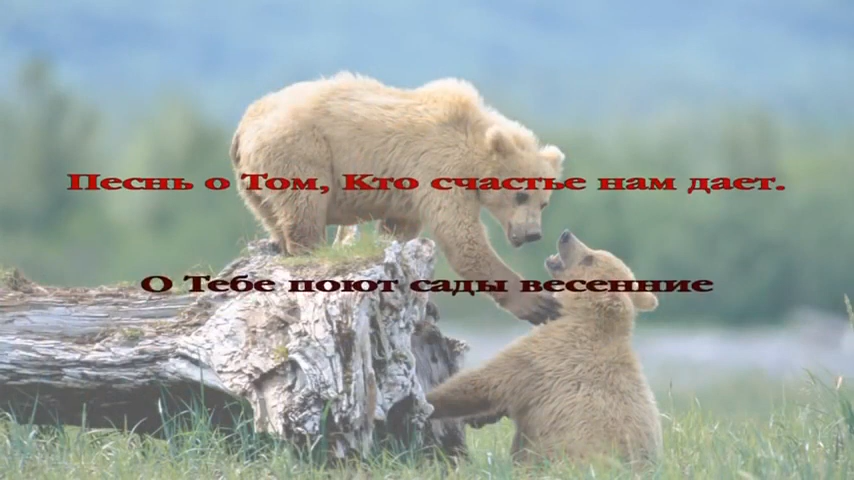 Песнь о Том, Кто счастье нам дает.
О Тебе поют сады весенние